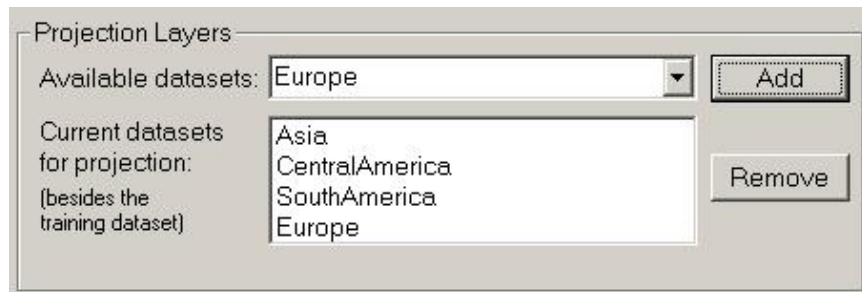 Projection Layers
Available datasets: Europe Add
Current datasets
for projection:
(besides the
training dataset)
Asia
CentralAmerica
SouthAmerica
Europe
Remove